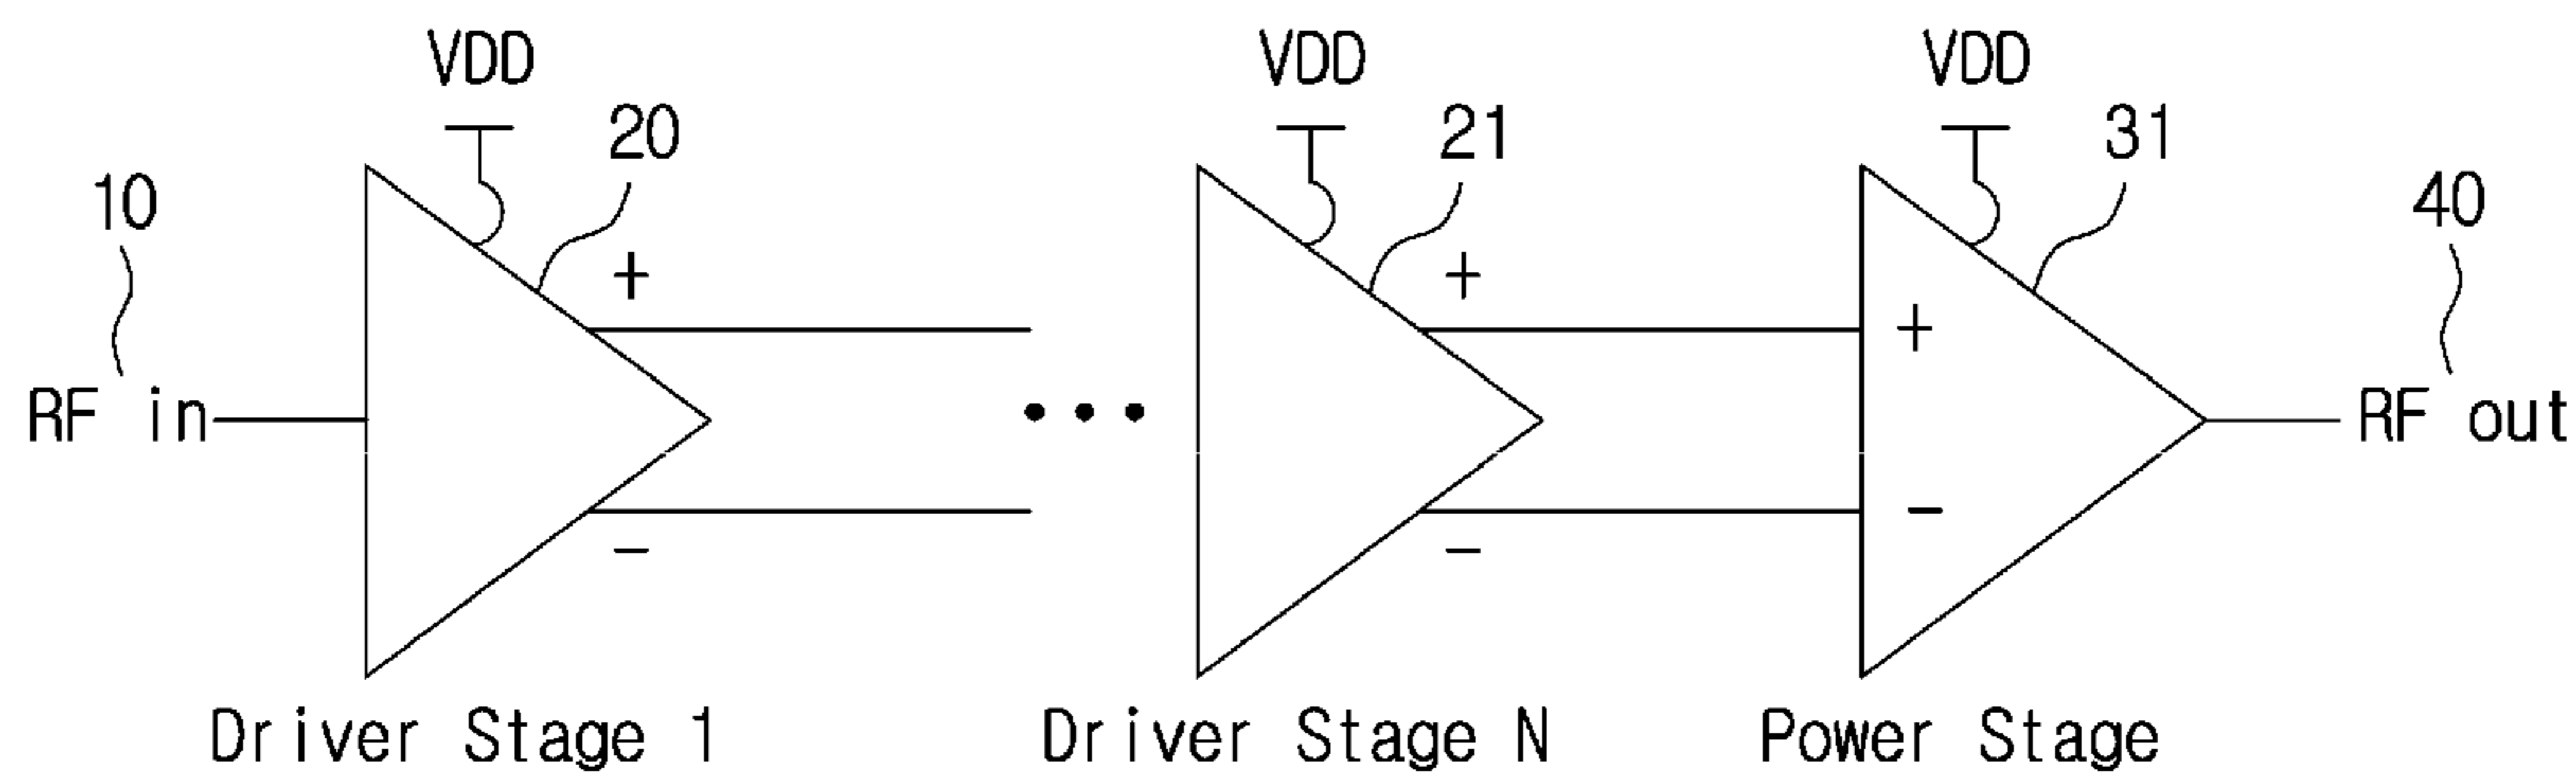 VDD VDD VDD
20 21 31
10 40
+ +
+
RF in ••• RF out
-
- -
Driver Stage 1 Driver Stage N Power Stage